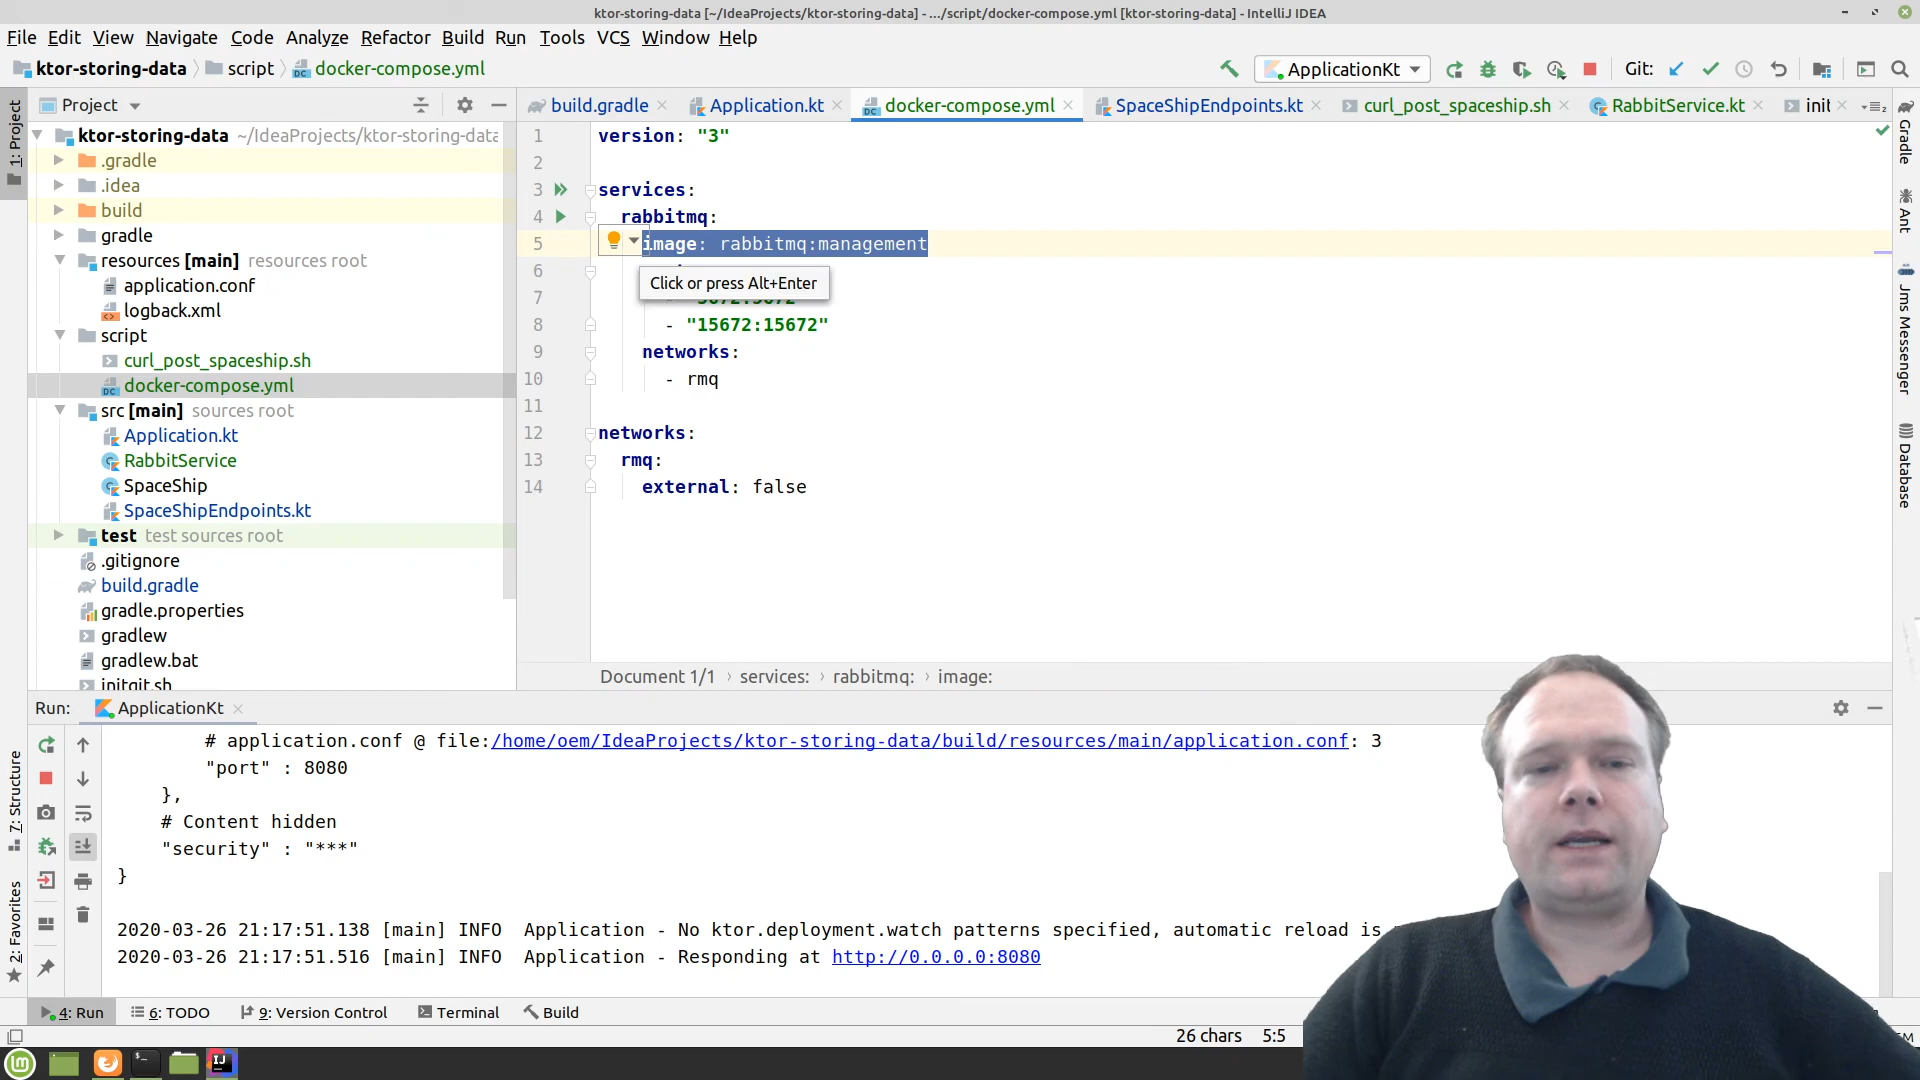 ktor-storing-data [~/IdeaProjects/ktor-storing-data] - .../script/docker-compose.yml [ktor-storing-data] - IntelliJ IDEA
File Edit View Navigate Code Analyze Refactor Build Run Tools VCS Window Help
ktor-storing-data script docker-compose.yml ApplicationKt Git:
Project build.gradle Application.kt docker-compose.yml SpaceShipEndpoints.kt curl_post_spaceship.sh RabbitService.kt init
1: Project
ktor-storing-data ~/IdeaProjects/ktor-storing-data
.gradle
.idea
build
gradle
resources [main] resources root
application.conf
logback.xml
script
curl_post_spaceship.sh
docker-compose.yml
src [main] sources root
Application.kt
RabbitService
SpaceShip
SpaceShipEndpoints.kt
test test sources root
.gitignore
build.gradle
gradle.properties
gradlew
gradlew.bat
initgit.sh
1 version: "3"
2
3 services:
4 rabbitmq:
5 image: rabbitmq:management
6
Click or press Alt+Enter
7 - "5672:5672"
8 - "15672:15672"
9 networks:
10 - rmq
11
12 networks:
13 rmq:
14 external: false
Document 1/1 › services: › rabbitmq: › image:
Gradle
Ant
Jms Messenger
Database
Run: ApplicationKt
7: Structure
2: Favorites
# application.conf @ file:/home/oem/IdeaProjects/ktor-storing-data/build/resources/main/application.conf: 3
"port" : 8080
},
# Content hidden
"security" : "***"
}
2020-03-26 21:17:51.138 [main] INFO Application - No ktor.deployment.watch patterns specified, automatic reload is
2020-03-26 21:17:51.516 [main] INFO Application - Responding at http://0.0.0.0:8080
4: Run 6: TODO 9: Version Control Terminal Build
26 chars 5:5